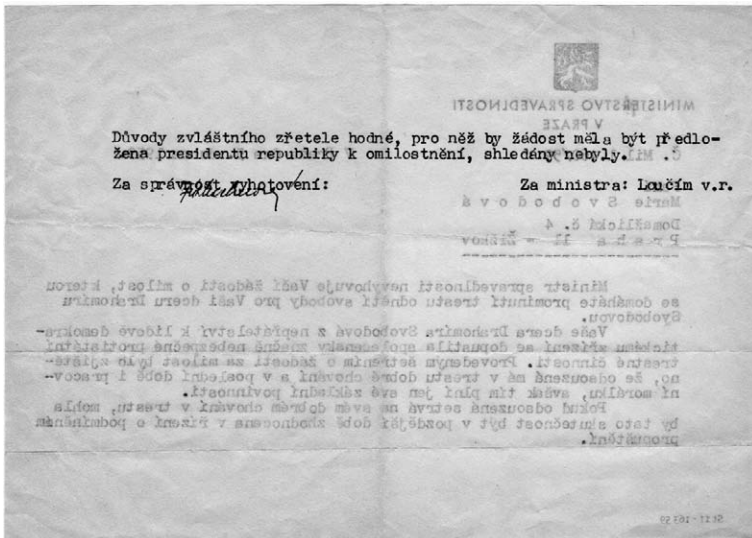 Důvody zvláštního zřetele hodné, pro něž by žádost měla být předlo-
žena presidentu republiky k omilostnění, shledány nebyly.
Za správnost vyhotovení:
Za ministra: Loučím v.r.
MINISTERSTVO SPRAVEDLNOSTI
V PRAZE
Č. Mil
Marie Svobodová
Domažlická č. 4
Praha 11 - Žižkov
Ministr spravedlnosti nevyhovuje Vaší žádosti o milost, kterou
se domáháte prominutí trestu odnětí svobody pro Vaši dceru Drahomíru
Svobodovou.
Vaše dcera Drahomíra Svobodová z nepřátelství k lidově demokra-
tickému zřízení se dopustila společensky značně nebezpečné protistátní
trestné činnosti. Provedeným šetřením o žádosti za milost bylo zjiště-
no, že odsouzená má v trestu dobré chování a v poslední době i pracov-
ní morálku, avšak tím plní jen své základní povinnosti.
Pokud odsouzená setrvá na svém dobrém chování v trestu, mohla
by tato skutečnost být v pozdější době zhodnocena v řízení o podmíněném
propuštění.